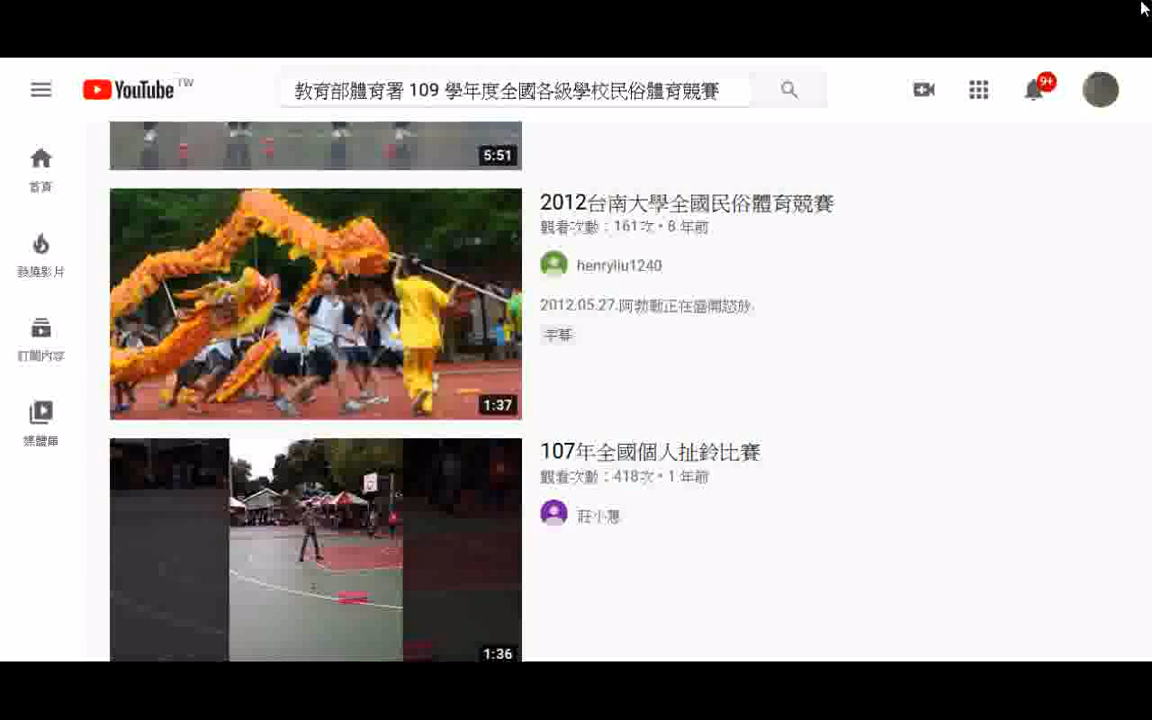 YouTube TW
教育部體育署 109 學年度全國各級學校民俗體育競賽
9+
首頁
發燒影片
訂閱內容
媒體庫
5:51
2012台南大學全國民俗體育競賽
觀看次數：161次 • 8 年前
henryliu1240
2012.05.27.阿勃勒正在盛開怒放.
字幕
1:37
107年全國個人扯鈴比賽
觀看次數：418次 • 1 年前
莊小
1:36